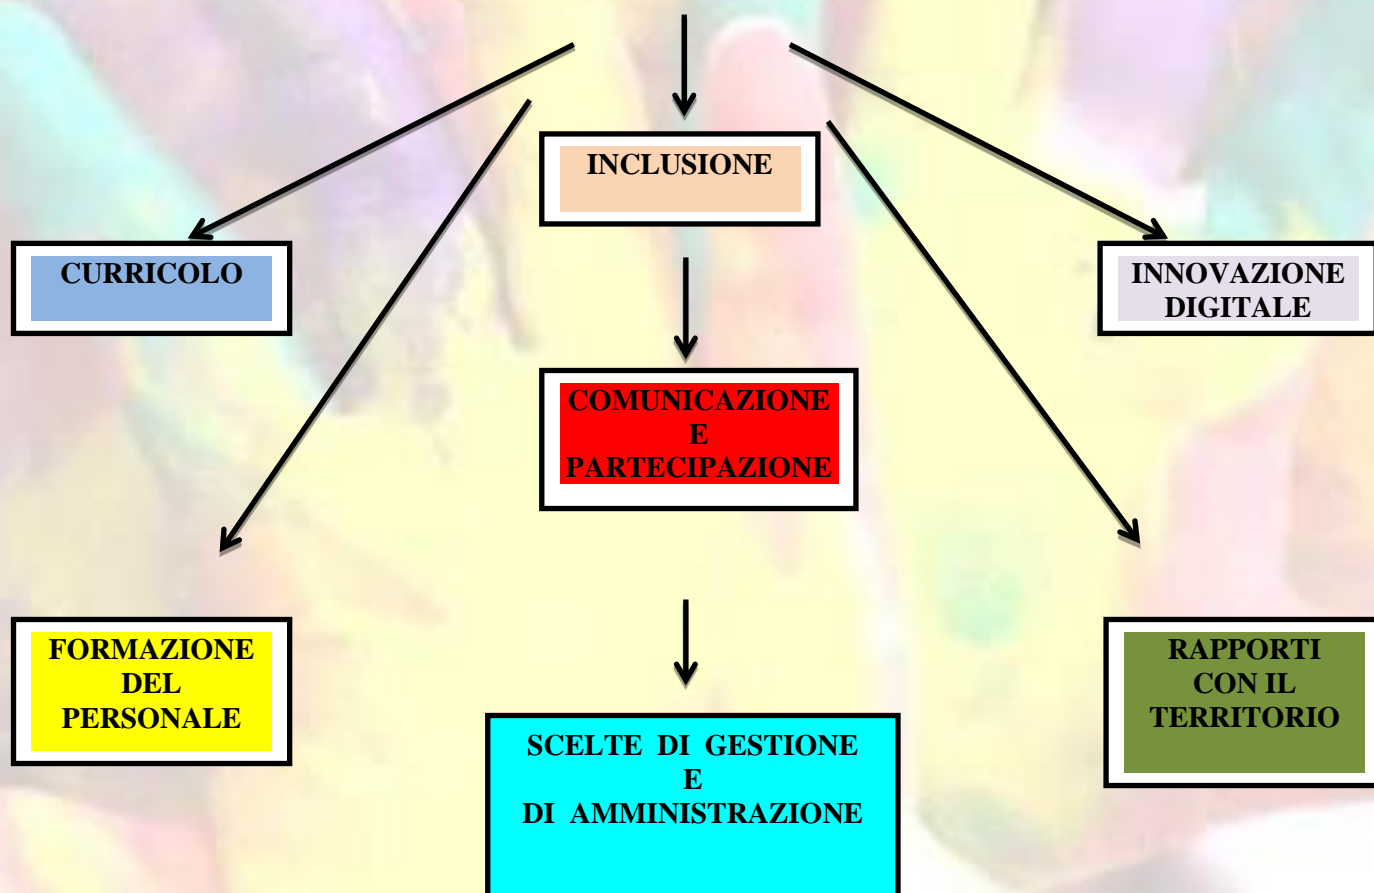 INCLUSIONE
CURRICOLO
INNOVAZIONE
DIGITALE
COMUNICAZIONE
E
PARTECIPAZIONE
FORMAZIONE
DEL
PERSONALE
RAPPORTI
CON IL
TERRITORIO
SCELTE DI GESTIONE
E
DI AMMINISTRAZIONE